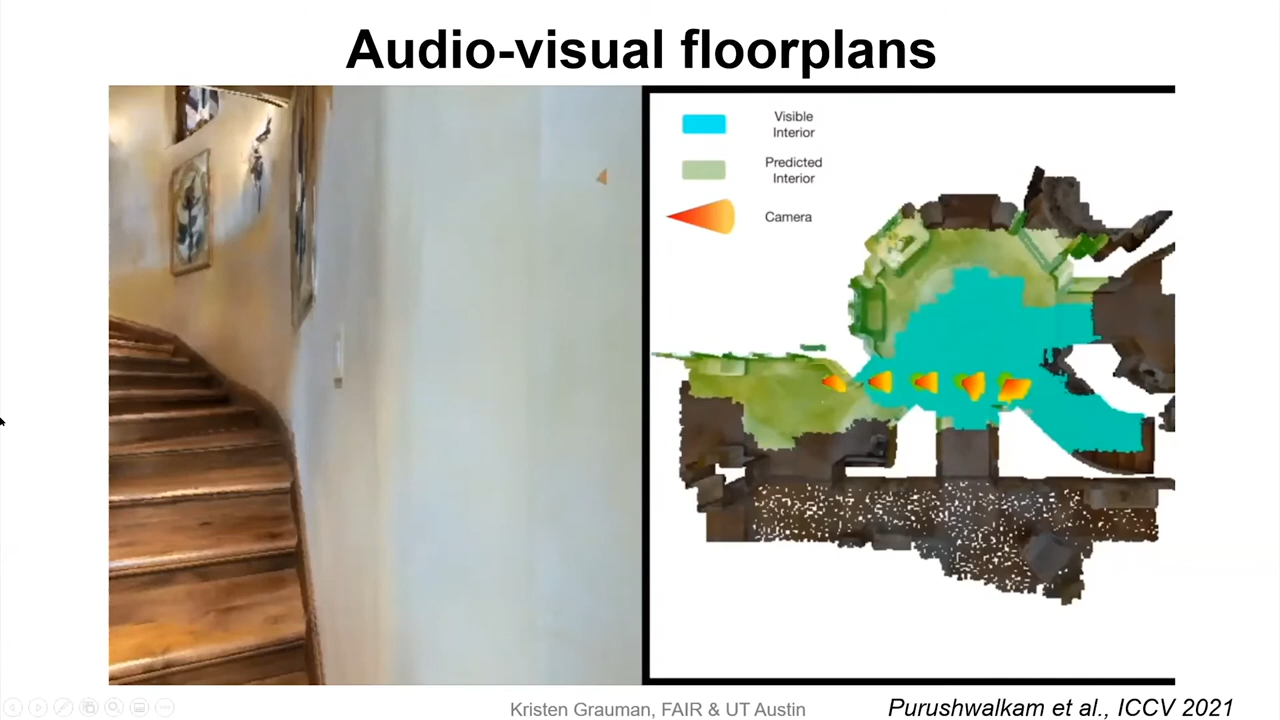 Audio-visual floorplans
Visible
Interior
Predicted
Interior
Camera
Kristen Grauman, FAIR & UT Austin
Purushwalkam et al., ICCV 2021